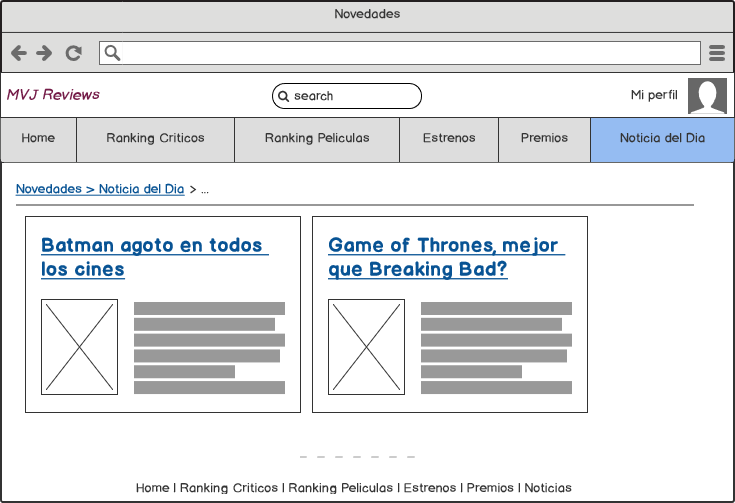 Novedades
MVJ Reviews
search
Mi perfil
Home
Ranking Criticos
Ranking Peliculas
Estrenos
Premios
Noticia del Dia
Novedades > Noticia del Dia > ...
Batman agoto en todos
los cines
Game of Thrones, mejor
que Breaking Bad?
Home | Ranking Criticos | Ranking Peliculas | Estrenos | Premios | Noticias